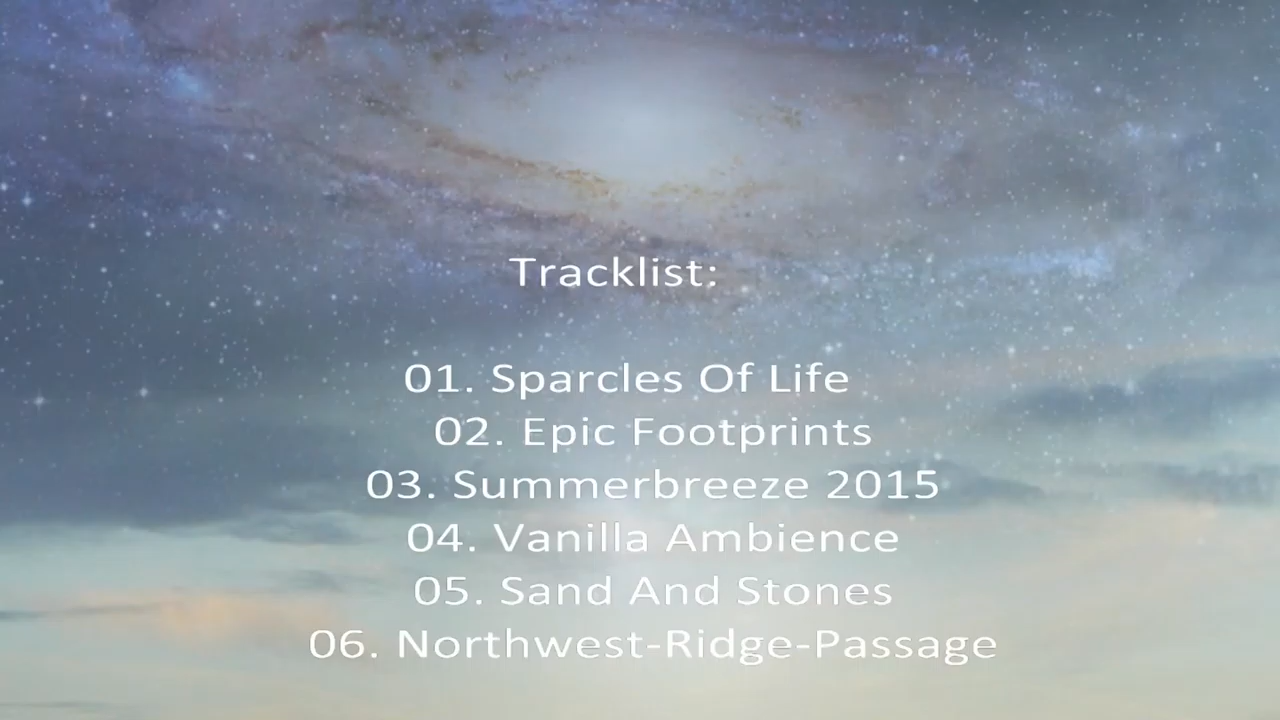 Tracklist:
01. Sparcles Of Life
02. Epic Footprints
03. Summerbreeze 2015
04. Vanilla Ambience
05. Sand And Stones
06. Northwest-Ridge-Passage